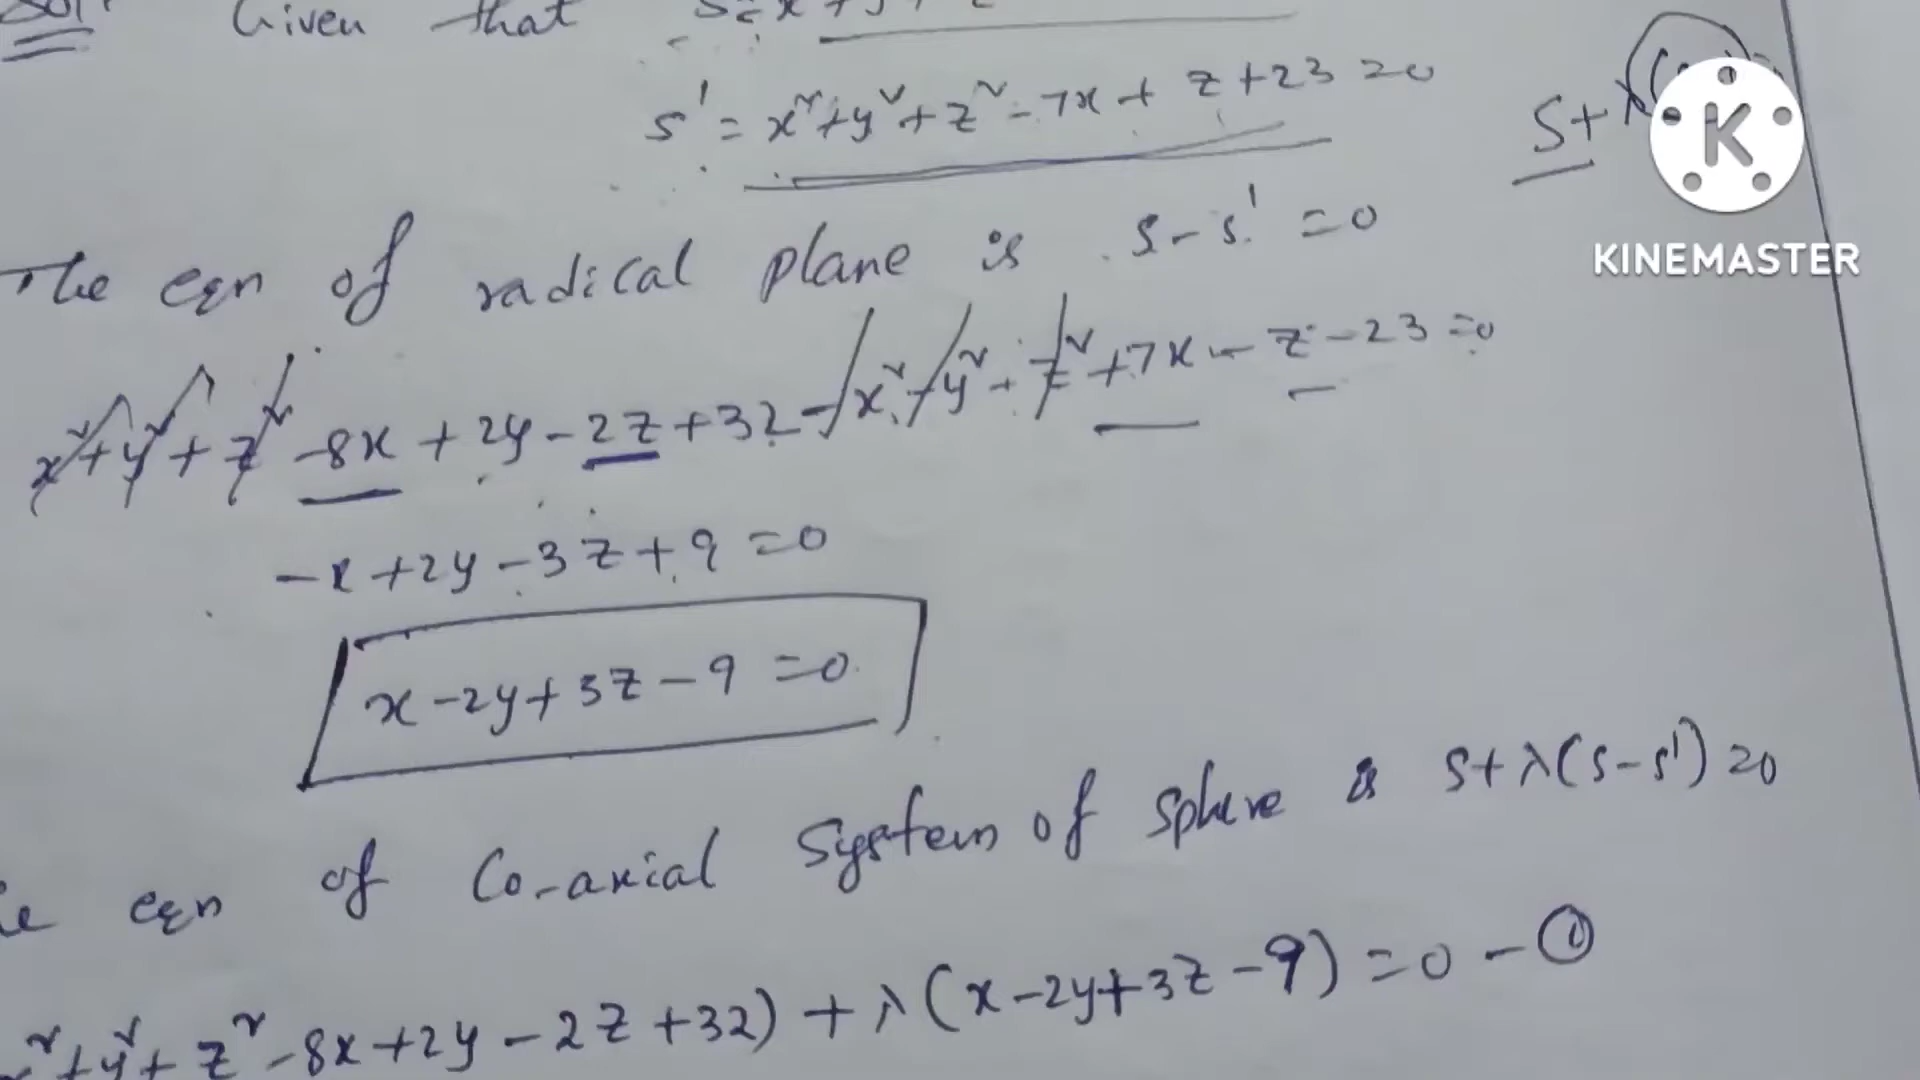 Soln Given that S = x
S' = x² + y² + z² - 7x + z + 23 = 0
S + λ(
KINEMASTER
The eqn of radical plane is S - S' = 0
x² + y² + z² - 8x + 2y - 2z + 32 - x² - y² - z² + 7x - z - 23 = 0
-x + 2y - 3z + 9 = 0
x - 2y + 3z - 9 = 0
eqn of Co-axial System of Sphere is S + λ(S - S') = 0
x² + y² + z² - 8x + 2y - 2z + 32) + λ(x - 2y + 3z - 9) = 0 - ①